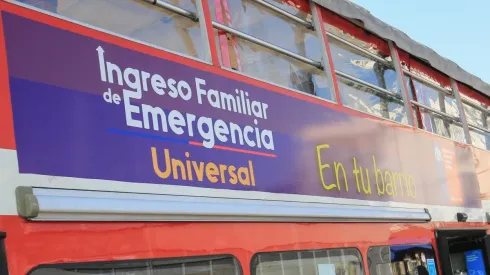 Ingreso Familiar
de Emergencia
Universal
En tu barrio